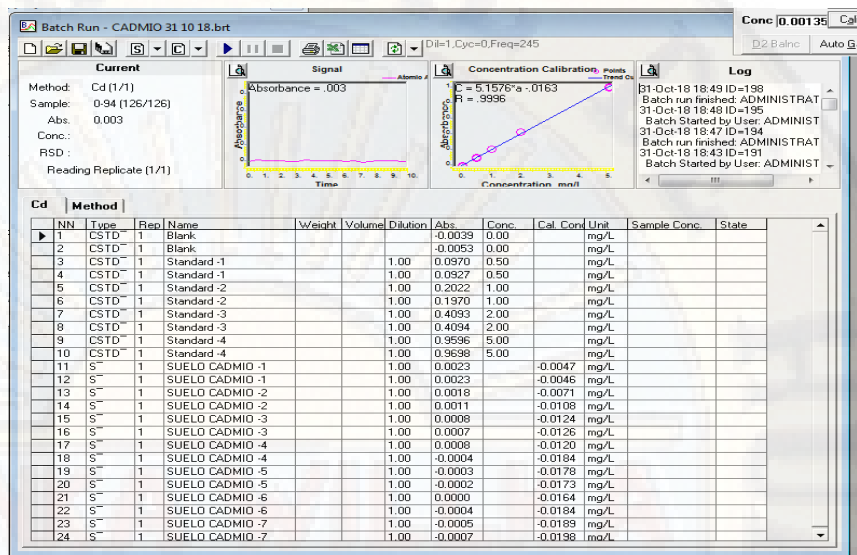 Batch Run - CADMIO 31 10 18.brt
Conc 0.00135 Cal
D2 Balnc Auto G
Dil=1,Cyc=0,Freq=245
Current
Method: Cd (1/1)
Sample: 0-94 (126/126)
Abs. 0.003
Conc.:
RSD :
Reading Replicate (1/1)
Signal
Atomic A
Absorbance = .003
Absorbance
0. 1. 2. 3. 4. 5. 6. 7. 8. 9. 10.
Time
Concentration Calibration
Points
Trend Cu
C = 5.1576*a -.0163
R = .9996
Absorbance
0. 1. 2. 3. 4. 5.
Concentration, mg/l
Log
31-Oct-18 18:49 ID=198
Batch run finished: ADMINISTRAT
31-Oct-18 18:48 ID=195
Batch Started by User: ADMINIST
31-Oct-18 18:47 ID=194
Batch run finished: ADMINISTRAT
31-Oct-18 18:43 ID=191
Batch Started by User: ADMINIST
Cd Method
NN Type Rep Name Weight Volume Dilution Abs. Conc. Cal. Conc Unit Sample Conc. State
1 CSTD 1 Blank -0.0039 0.00 mg/L
2 CSTD 1 Blank -0.0053 0.00 mg/L
3 CSTD 1 Standard -1 1.00 0.0970 0.50 mg/L
4 CSTD 1 Standard -1 1.00 0.0927 0.50 mg/L
5 CSTD 1 Standard -2 1.00 0.2022 1.00 mg/L
6 CSTD 1 Standard -2 1.00 0.1970 1.00 mg/L
7 CSTD 1 Standard -3 1.00 0.4093 2.00 mg/L
8 CSTD 1 Standard -3 1.00 0.4094 2.00 mg/L
9 CSTD 1 Standard -4 1.00 0.9596 5.00 mg/L
10 CSTD 1 Standard -4 1.00 0.9698 5.00 mg/L
11 S 1 SUELO CADMIO -1 1.00 0.0023 -0.0047 mg/L
12 S 1 SUELO CADMIO -1 1.00 0.0023 -0.0046 mg/L
13 S 1 SUELO CADMIO -2 1.00 0.0018 -0.0071 mg/L
14 S 1 SUELO CADMIO -2 1.00 0.0011 -0.0108 mg/L
15 S 1 SUELO CADMIO -3 1.00 0.0008 -0.0124 mg/L
16 S 1 SUELO CADMIO -3 1.00 0.0007 -0.0126 mg/L
17 S 1 SUELO CADMIO -4 1.00 0.0008 -0.0120 mg/L
18 S 1 SUELO CADMIO -4 1.00 -0.0004 -0.0184 mg/L
19 S 1 SUELO CADMIO -5 1.00 -0.0003 -0.0178 mg/L
20 S 1 SUELO CADMIO -5 1.00 -0.0002 -0.0173 mg/L
21 S 1 SUELO CADMIO -6 1.00 0.0000 -0.0164 mg/L
22 S 1 SUELO CADMIO -6 1.00 -0.0004 -0.0184 mg/L
23 S 1 SUELO CADMIO -7 1.00 -0.0005 -0.0189 mg/L
24 S 1 SUELO CADMIO -7 1.00 -0.0007 -0.0198 mg/L